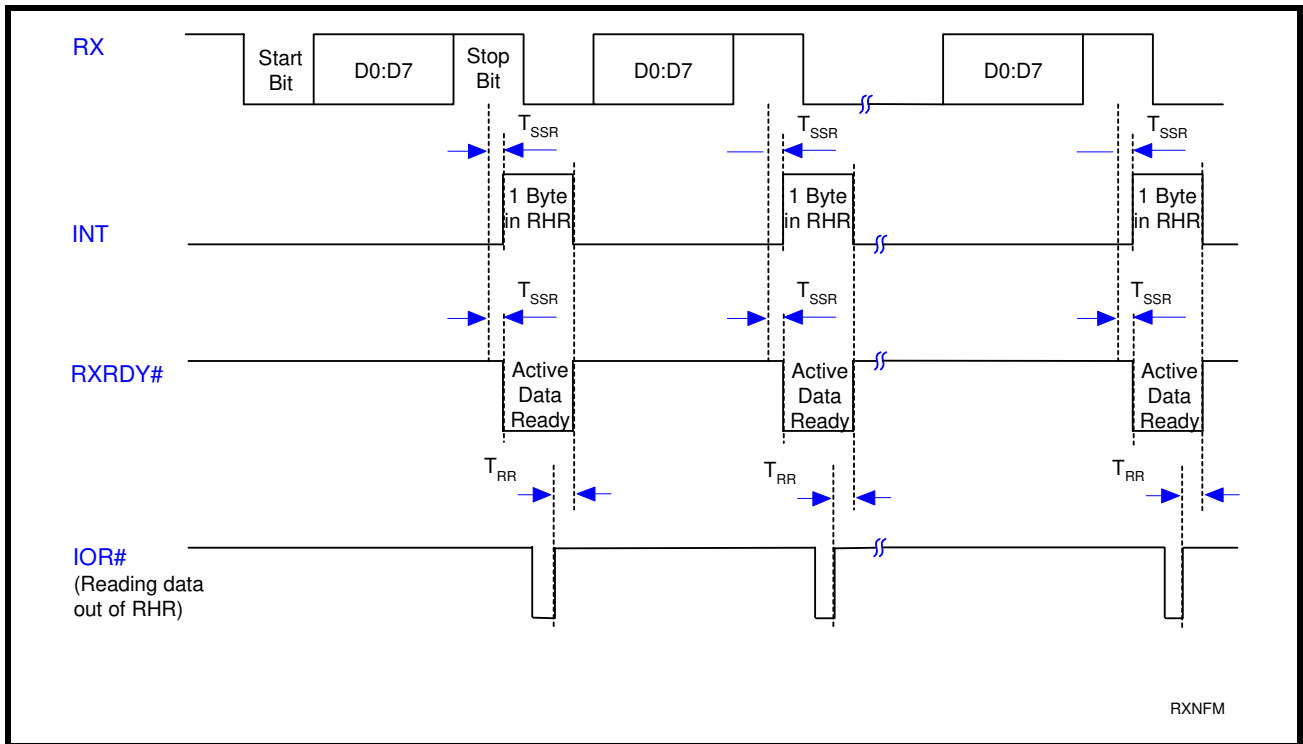 RX
Start
Bit
D0:D7
Stop
Bit
D0:D7
D0:D7
TSSR
TSSR
TSSR
INT
1 Byte
in RHR
1 Byte
in RHR
1 Byte
in RHR
TSSR
TSSR
TSSR
RXRDY#
Active
Data
Ready
Active
Data
Ready
Active
Data
Ready
TRR
TRR
TRR
IOR#
(Reading data
out of RHR)
RXNFM